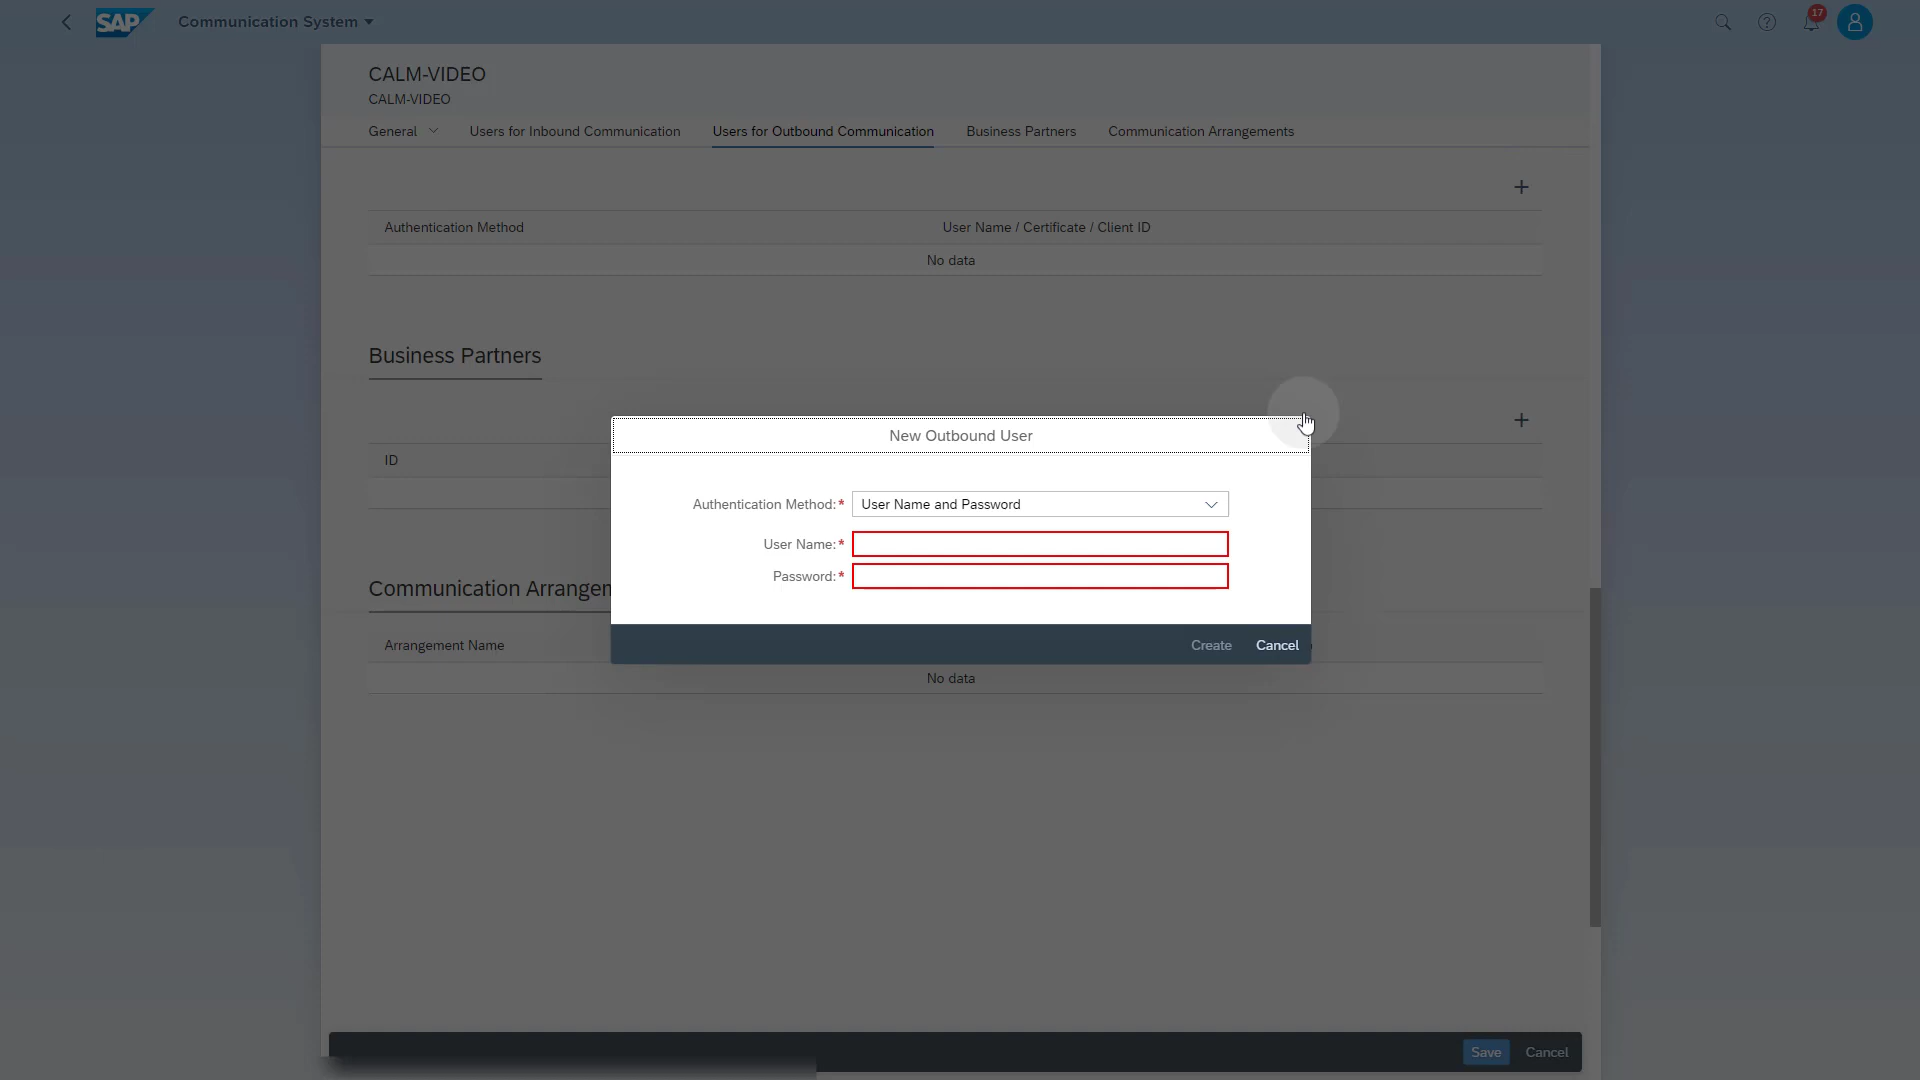 SAP
Communication System
17
CALM-VIDEO
CALM-VIDEO
General
Users for Inbound Communication
Users for Outbound Communication
Business Partners
Communication Arrangements
Authentication Method
User Name / Certificate / Client ID
No data
Business Partners
ID
New Outbound User
Authentication Method:*
User Name and Password
User Name:*
Password:*
Create
Cancel
Communication Arrangem
Arrangement Name
No data
Save
Cancel